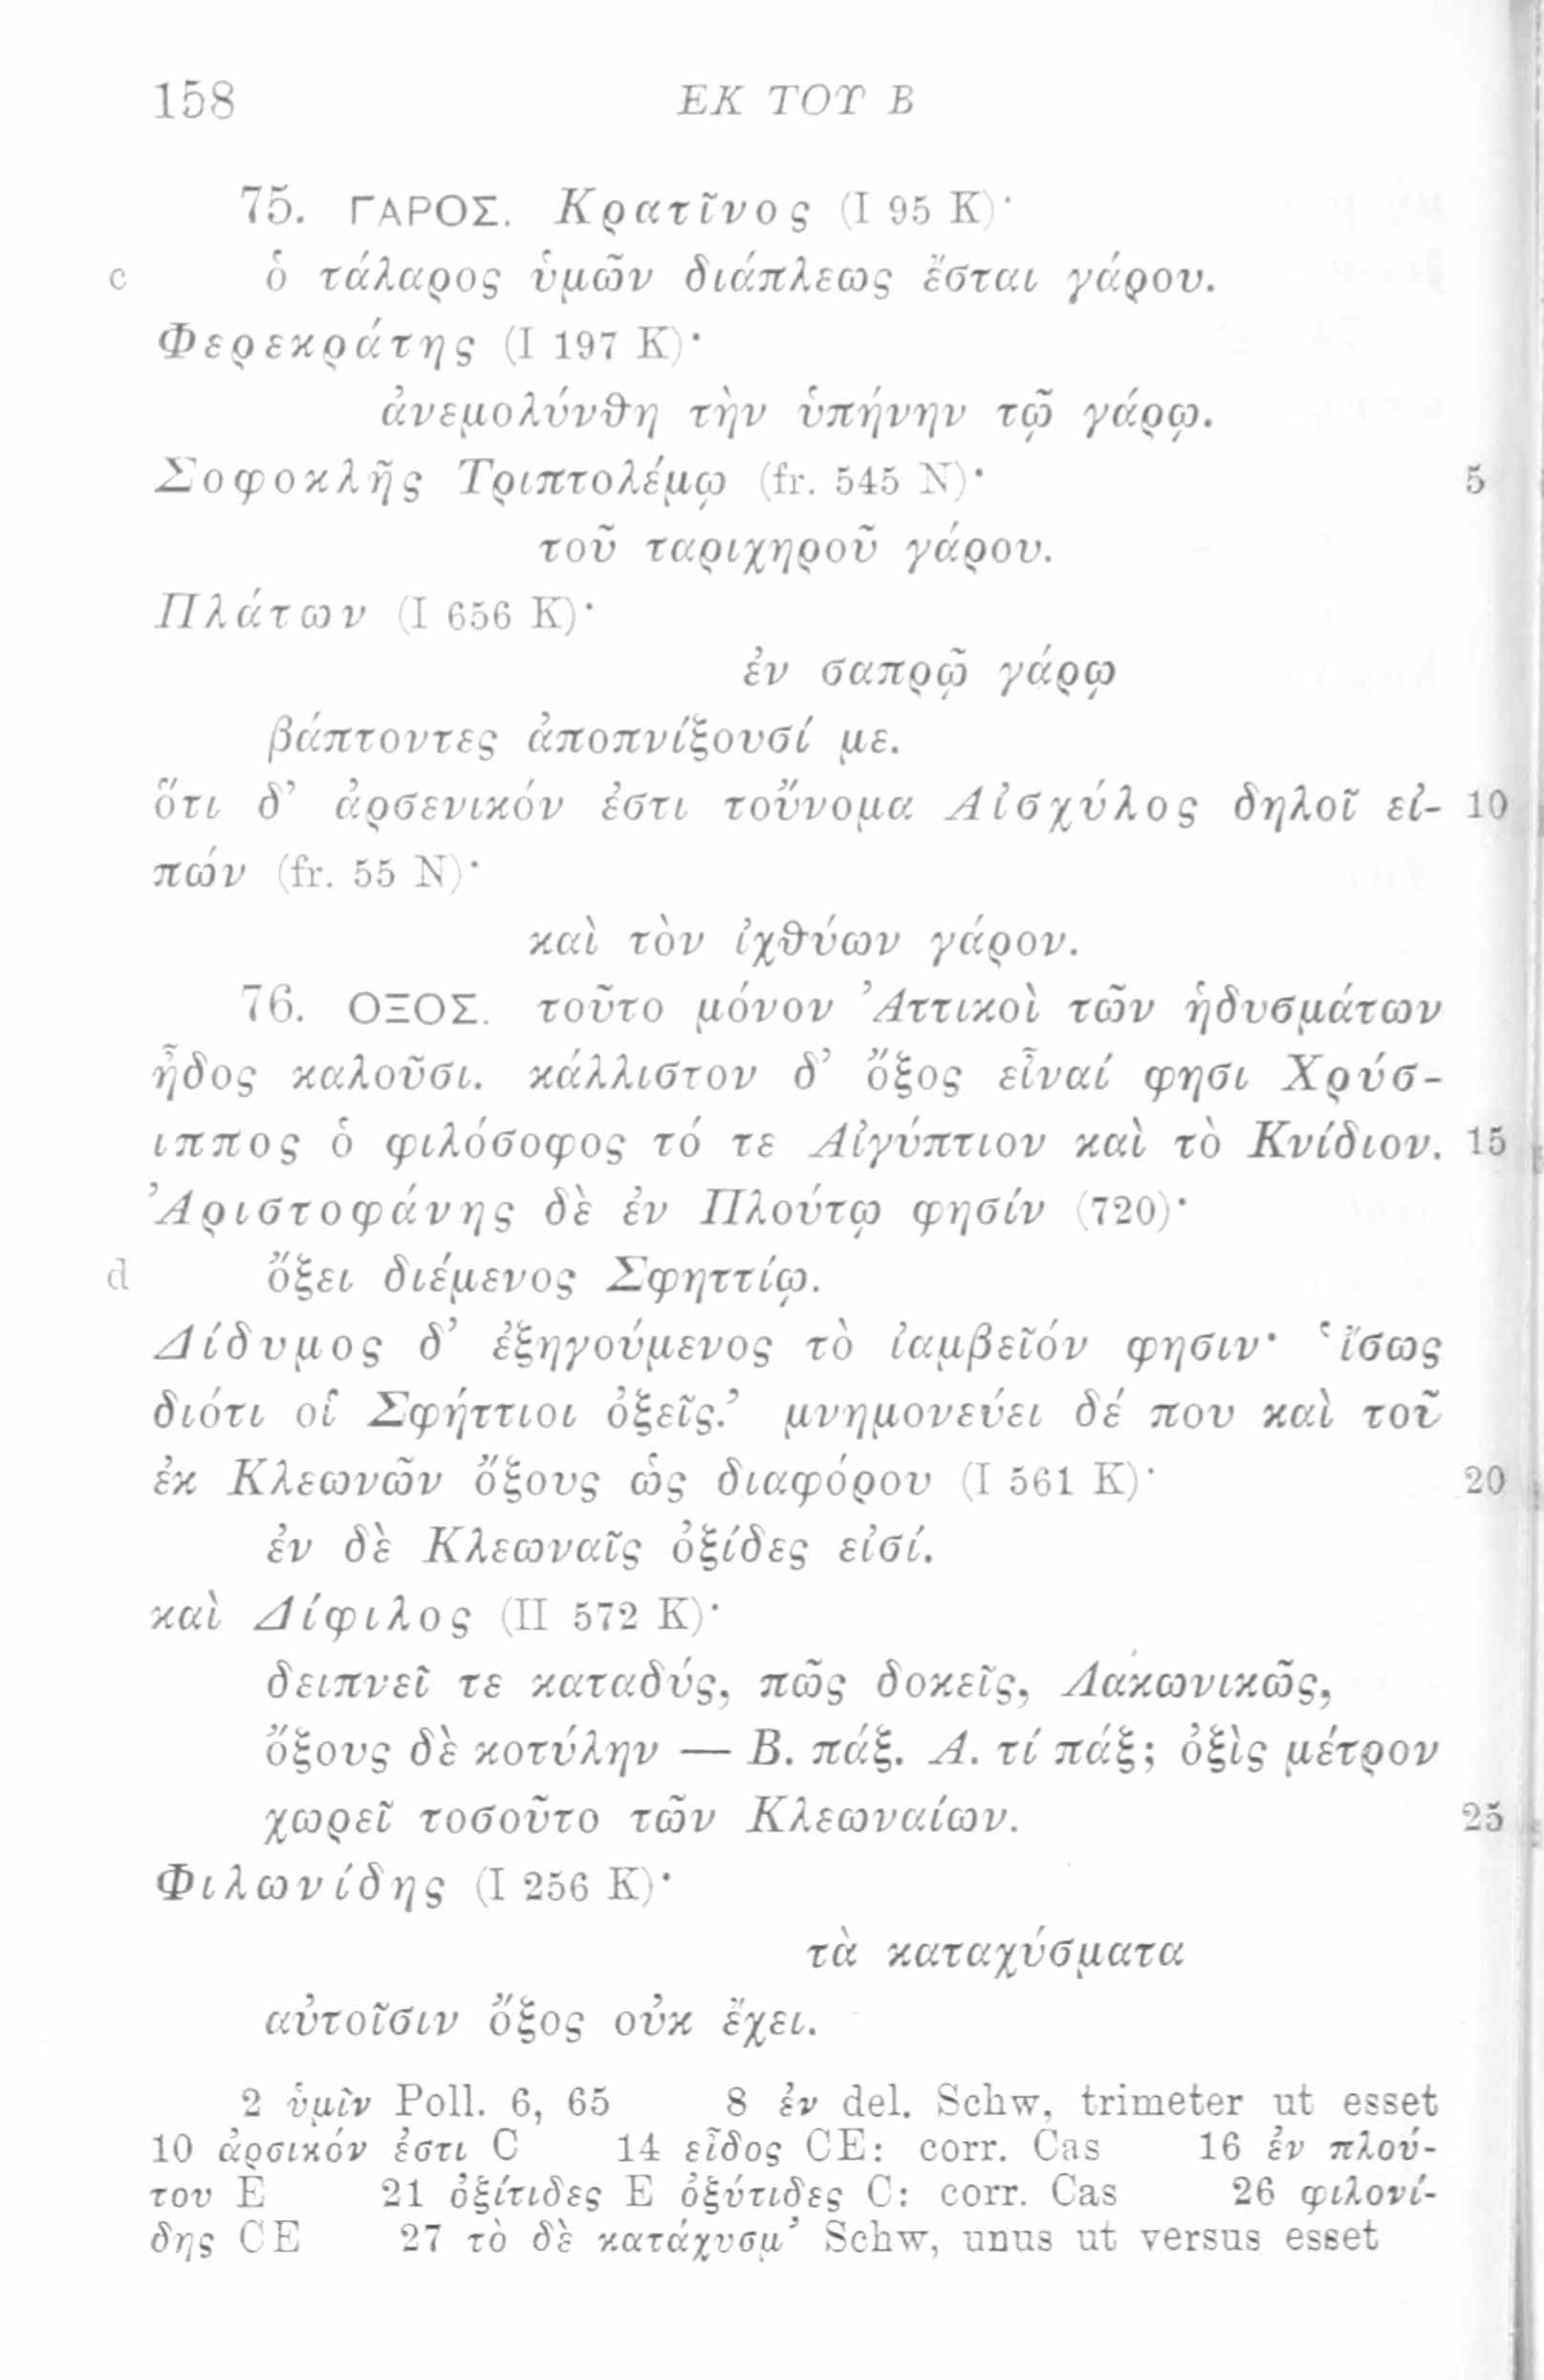 158 ΕΚ ΤΟΥ Β
75. ΓΑΡΟΣ. Κρατῖνος (I 95 K)·
c ὁ τάλαρος ὑμῶν διάπλεως ἔσται γάρου.
Φερεκράτης (I 197 K)·
ἀνεμολύνθη τὴν ὑπήνην τῷ γάρῳ.
Σοφοκλῆς Τριπτολέμῳ (fr. 545 N)· 5
τοῦ ταριχηροῦ γάρου.
Πλάτων (I 656 K)·
ἐν σαπρῷ γάρῳ
βάπτοντες ἀποπνίξουσί με.
ὅτι δ’ ἀρσενικόν ἐστι τοὔνομα Αἰσχύλος δηλοῖ εἰ- 10
πών (fr. 55 N)·
καὶ τὸν ἰχθύων γάρον.
76. ΟΞΟΣ. τοῦτο μόνον Ἀττικοὶ τῶν ἡδυσμάτων
ἦδος καλοῦσι. κάλλιστον δ’ ὄξος εἶναί φησι Χρύσ-
ιππος ὁ φιλόσοφος τό τε Αἰγύπτιον καὶ τὸ Κνίδιον. 15
Ἀριστοφάνης δὲ ἐν Πλούτῳ φησίν (720)·
d ὄξει διέμενος Σφηττίῳ.
Δίδυμος δ’ ἐξηγούμενος τὸ ἰαμβεῖόν φησιν· ‘ἴσως
διότι οἱ Σφήττιοι ὀξεῖς.’ μνημονεύει δέ που καὶ τοῦ
ἐκ Κλεωνῶν ὄξους ὡς διαφόρου (I 561 K)· 20
ἐν δὲ Κλεωναῖς ὀξίδες εἰσί.
καὶ Δίφιλος (II 572 K)·
δειπνεῖ τε καταδύς, πῶς δοκεῖς, Λακωνικῶς,
ὄξους δὲ κοτύλην — Β. πάξ. Α. τί πάξ; ὀξὶς μέτρον
χωρεῖ τοσοῦτο τῶν Κλεωναίων. 25
Φιλωνίδης (I 256 K)·
τὰ καταχύσματα
αὐτοῖσιν ὄξος οὐκ ἔχει.
2 ὑμῖν Poll. 6, 65 8 ἐν del. Schw, trimeter ut esset
10 ἀρσικόν ἐστι C 14 εἶδος CE: corr. Cas 16 ἐν πλού-
του E 21 ὀξίτιδες E ὀξύτιδες C: corr. Cas 26 φιλονί-
δης CE 27 τὸ δὲ κατάχυσμ’ Schw, unus ut versus esset